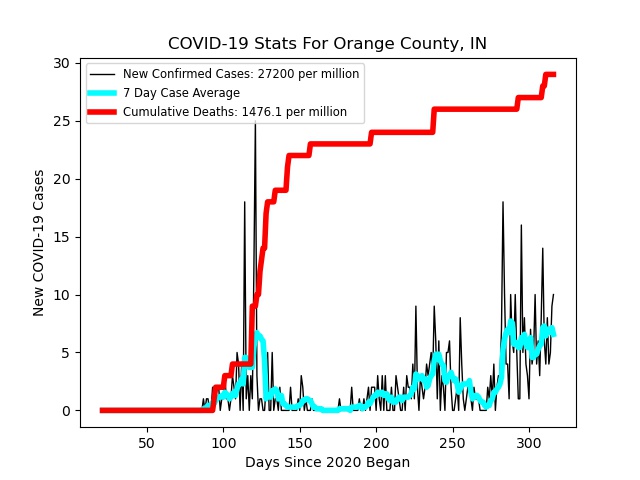 COVID-19 Stats For Orange County, IN
New Confirmed Cases: 27200 per million
7 Day Case Average
Cumulative Deaths: 1476.1 per million
30
25
20
15
10
5
0
New COVID-19 Cases
50 100 150 200 250 300
Days Since 2020 Began